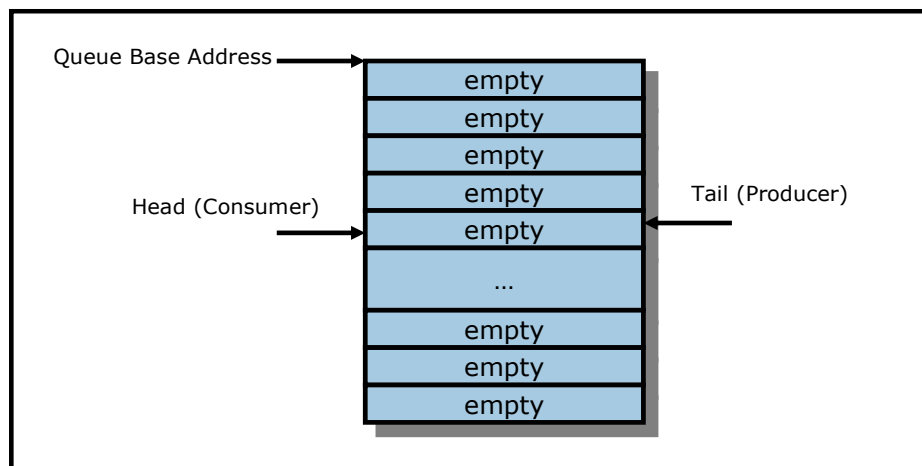 Queue Base Address
empty
empty
empty
empty
Head (Consumer)
Tail (Producer)
empty
...
empty
empty
empty